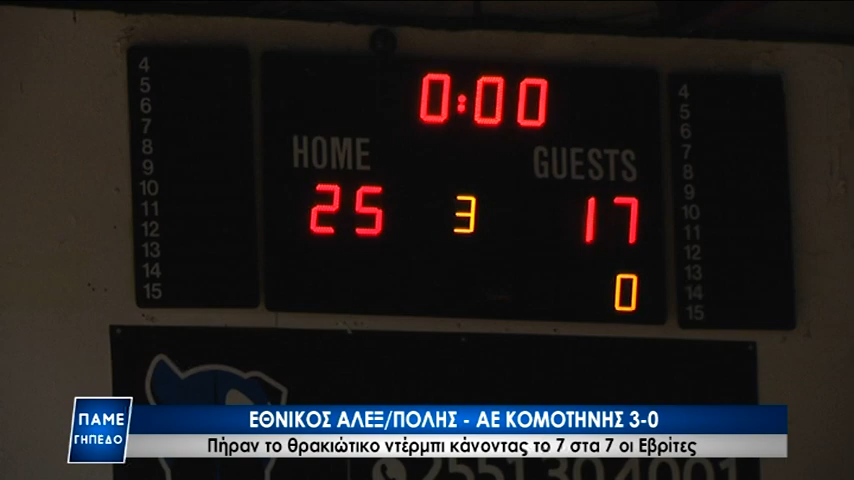 0:00
HOME GUESTS
25 3 17
0
4 4
5 5
6 6
7 7
8 8
9 9
10 10
11 11
12 12
13 13
14 14
15 15
ΠΑΜΕ
ΓΗΠΕΔΟ
ΕΘΝΙΚΟΣ ΑΛΕΞ/ΠΟΛΗΣ - ΑΕ ΚΟΜΟΤΗΝΗΣ 3-0
Πήραν το θρακιώτικο ντέρμπι κάνοντας το 7 στα 7 οι Εβρίτες